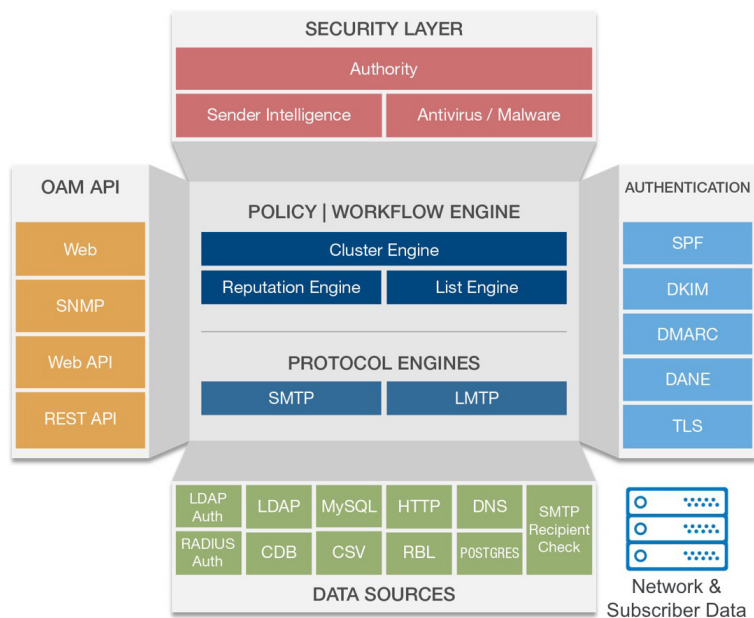 SECURITY LAYER
Authority
Sender Intelligence
Antivirus / Malware
OAM API
Web
SNMP
Web API
REST API
POLICY | WORKFLOW ENGINE
Cluster Engine
Reputation Engine
List Engine
PROTOCOL ENGINES
SMTP
LMTP
AUTHENTICATION
SPF
DKIM
DMARC
DANE
TLS
LDAP
Auth
LDAP
MySQL
HTTP
DNS
SMTP
Recipient
Check
RADIUS
Auth
CDB
CSV
RBL
POSTGRES
DATA SOURCES
Network &
Subscriber Data